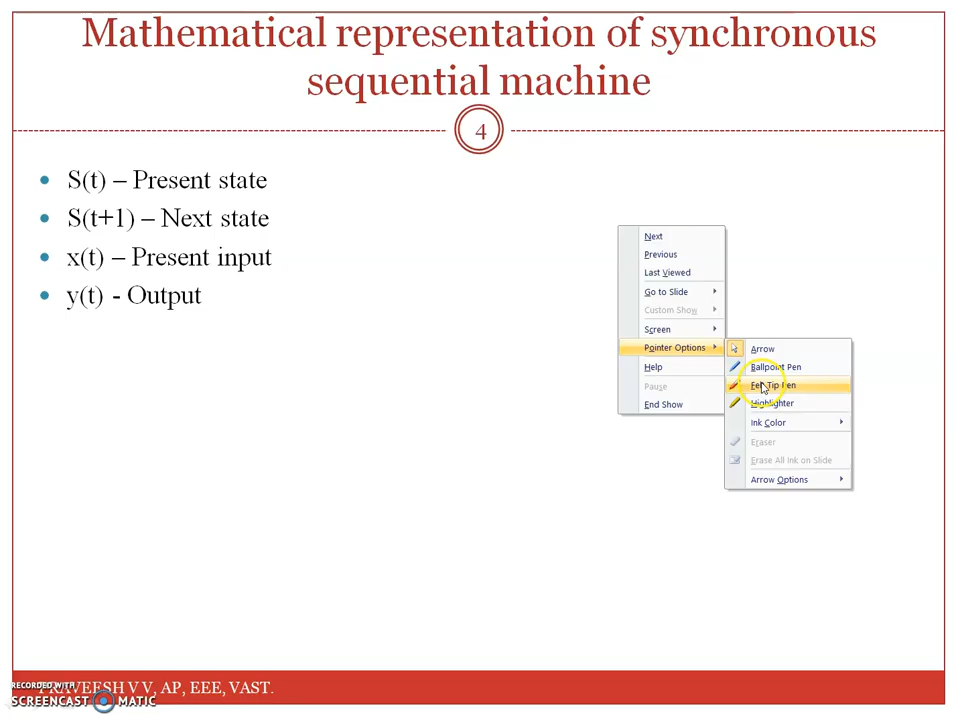 Mathematical representation of synchronous
sequential machine
4
• S(t) – Present state
• S(t+1) – Next state
• x(t) – Present input
• y(t) - Output
Next
Previous
Last Viewed
Go to Slide
Custom Show
Screen
Pointer Options
Help
Pause
End Show
Arrow
Ballpoint Pen
Felt Tip Pen
Highlighter
Ink Color
Eraser
Erase All Ink on Slide
Arrow Options
PRAVEESH V V, AP, EEE, VAST.
RECORDED WITH
SCREENCAST MATIC